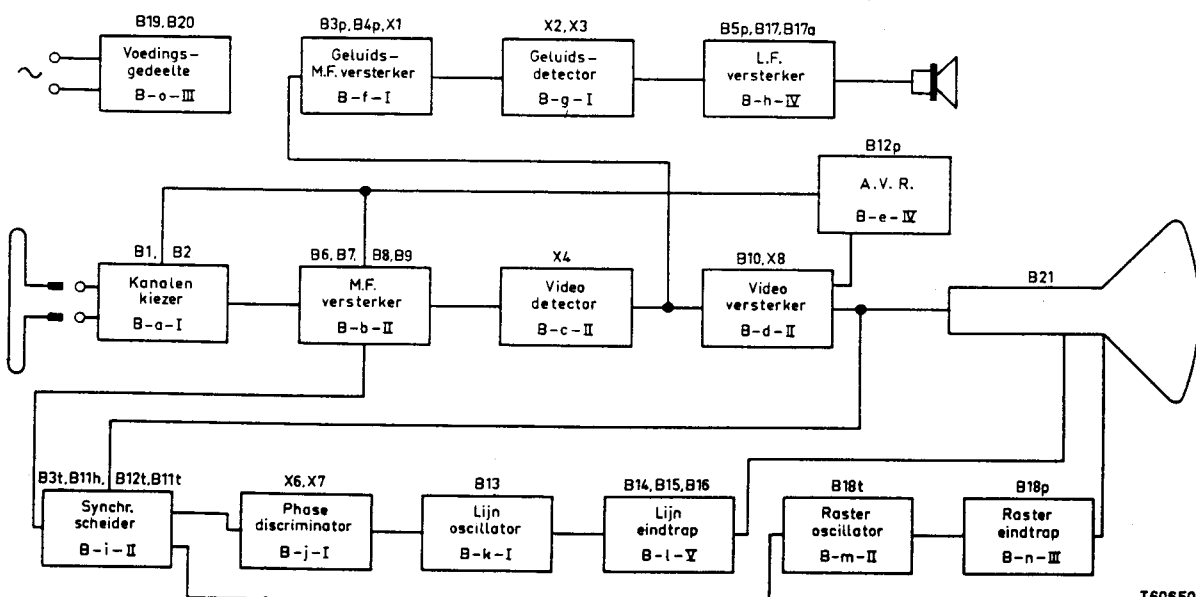 B19, B20
Voedings-
gedeelte
B-o-III
~
B3p, B4p, X1
Geluids-
M.F. versterker
B-f-I
X2, X3
Geluids-
detector
B-g-I
B5p, B17, B17a
L.F.
versterker
B-h-IV
B12p
A.V.R.
B-e-IV
B1, B2
Kanalen
kiezer
B-a-I
B6, B7, B8, B9
M.F.
versterker
B-b-II
X4
Video
detector
B-c-II
B10, X8
Video
versterker
B-d-II
B21
B3t, B11h, B12t, B11t
Synchr.
scheider
B-i-II
X6, X7
Phase
discriminator
B-j-I
B13
Lijn
oscillator
B-k-I
B14, B15, B16
Lijn
eindtrap
B-l-V
B18t
Raster
oscillator
B-m-II
B18p
Raster
eindtrap
B-n-III